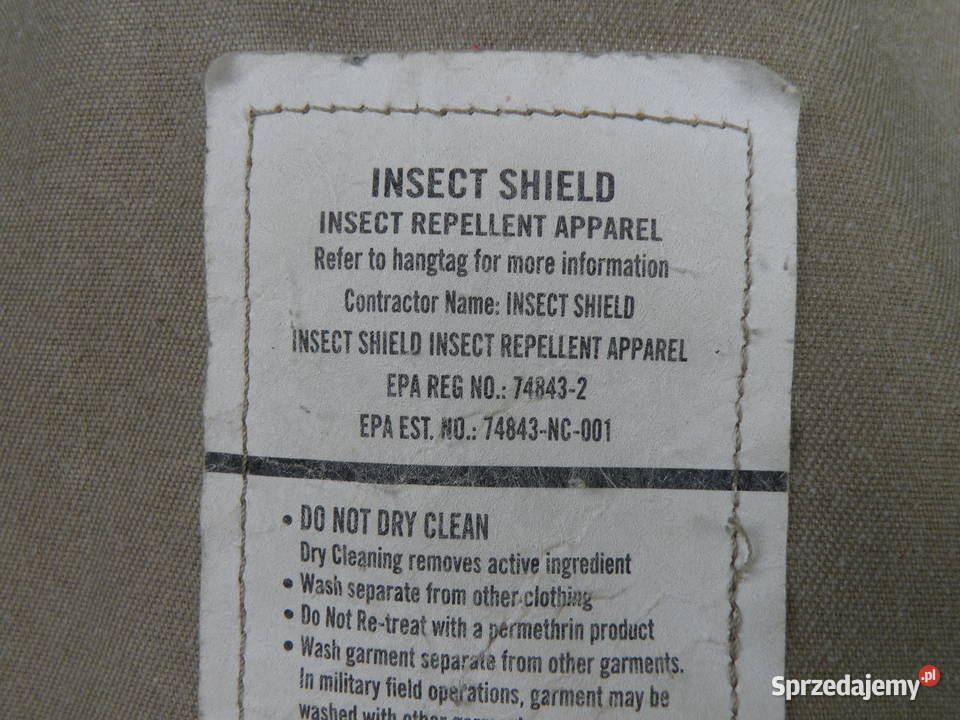 INSECT SHIELD
INSECT REPELLENT APPAREL
Refer to hangtag for more information
Contractor Name: INSECT SHIELD
INSECT SHIELD INSECT REPELLENT APPAREL
EPA REG NO.: 74843-2
EPA EST. NO.: 74843-NC-001
• DO NOT DRY CLEAN
Dry Cleaning removes active ingredient
• Wash separate from other clothing
• Do Not Re-treat with a permethrin product
• Wash garment separate from other garments.
In military field operations, garment may be
washed with other
Sprzedajemy.pl